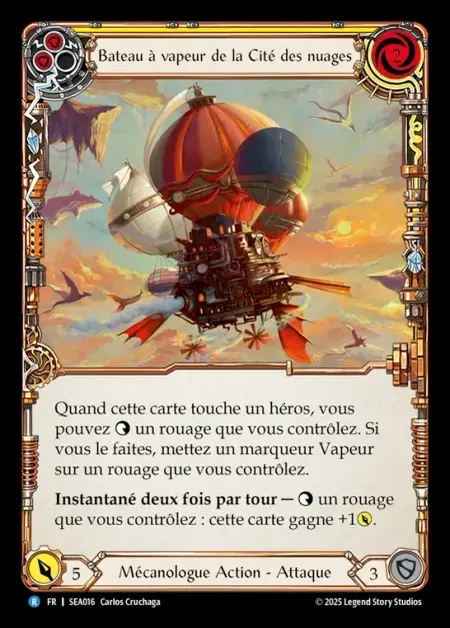 Bateau à vapeur de la Cité des nuages
2
Quand cette carte touche un héros, vous
pouvez un rouage que vous contrôlez. Si
vous le faites, mettez un marqueur Vapeur
sur un rouage que vous contrôlez.
Instantané deux fois par tour — un rouage
que vous contrôlez : cette carte gagne +1.
5 Mécanologue Action - Attaque 3
R FR | SEA016 Carlos Cruchaga © 2025 Legend Story Studios